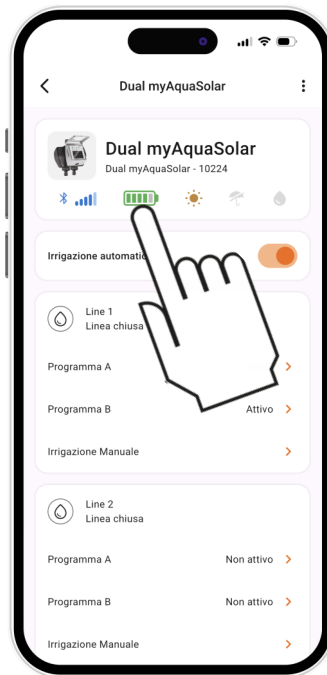 Dual myAquaSolar
Dual myAquaSolar
Dual myAquaSolar - 10224
Irrigazione
Line 1
Linea chiusa
Programma A
Programma B Attivo
Irrigazione Manuale
Line 2
Linea chiusa
Programma A Non attivo
Programma B Non attivo
Irrigazione Manuale